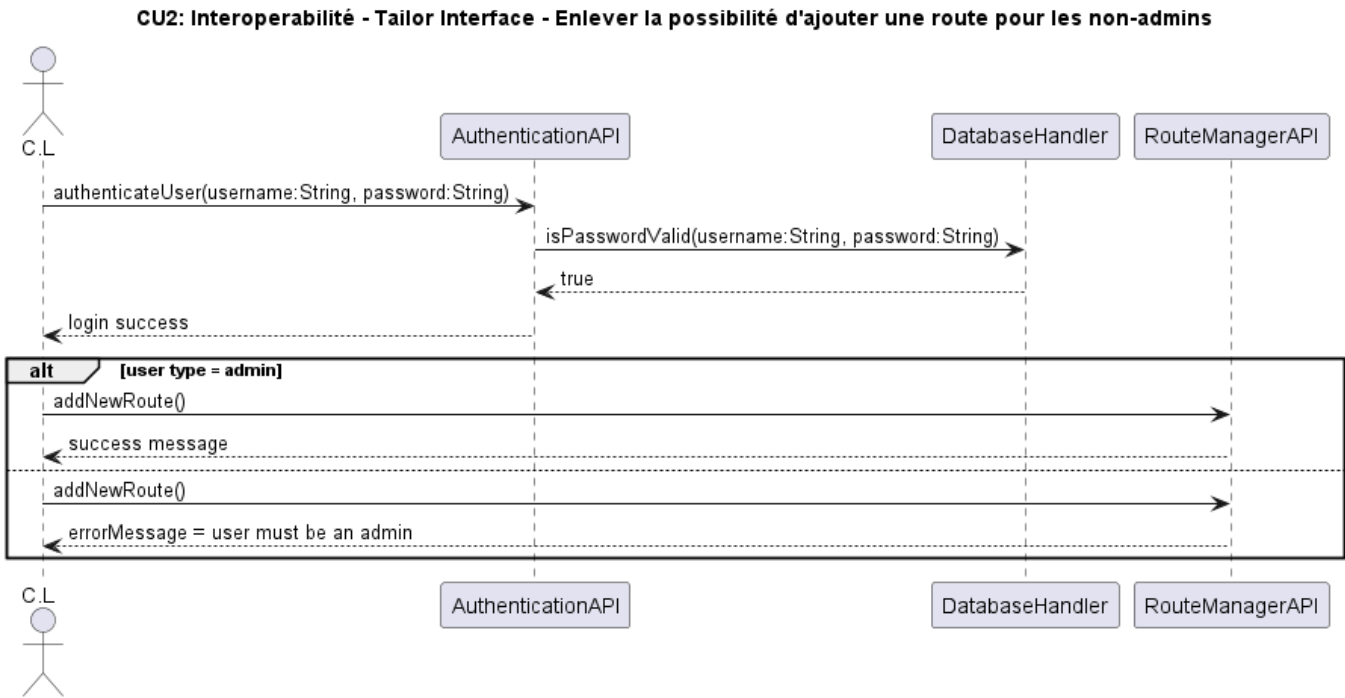 CU2: Interoperabilité - Tailor Interface - Enlever la possibilité d'ajouter une route pour les non-admins
C.L
AuthenticationAPI
DatabaseHandler
RouteManagerAPI
authenticateUser(username:String, password:String)
isPasswordValid(username:String, password:String)
true
login success
alt
[user type = admin]
addNewRoute()
success message
addNewRoute()
errorMessage = user must be an admin
C.L
AuthenticationAPI
DatabaseHandler
RouteManagerAPI